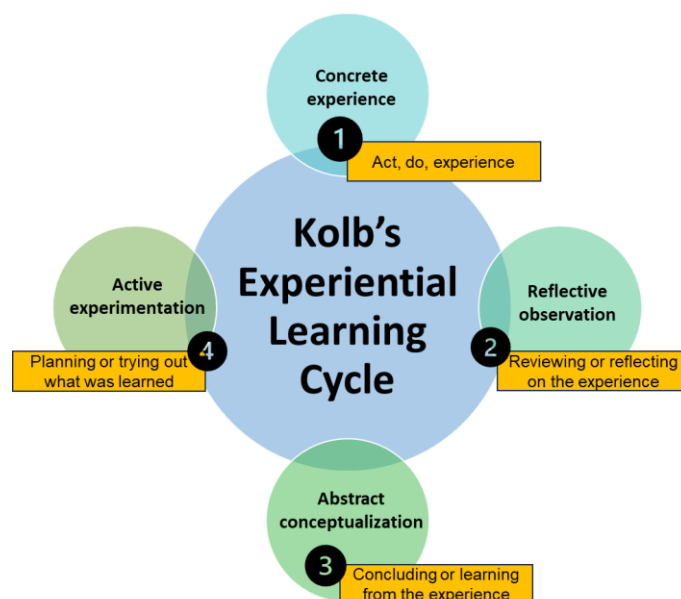 Concrete
experience
1
Act, do, experience
Kolb's
Experiential
Learning
Cycle
Reflective
observation
2
Reviewing or reflecting
on the experience
Abstract
conceptualization
3
Concluding or learning
from the experience
Active
experimentation
4
Planning or trying out
what was learned